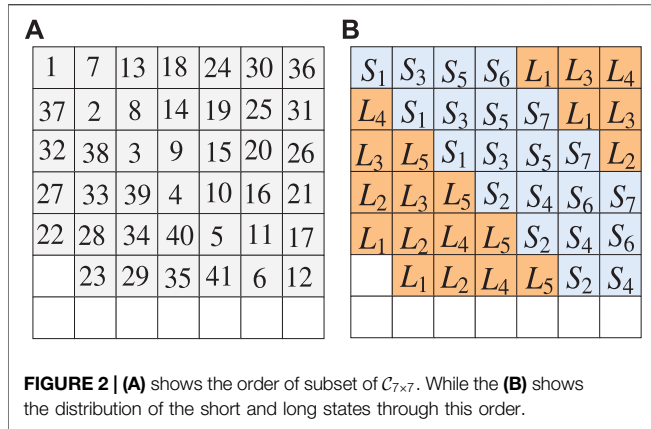 A
1 7 13 18 24 30 36
37 2 8 14 19 25 31
32 38 3 9 15 20 26
27 33 39 4 10 16 21
22 28 34 40 5 11 17
23 29 35 41 6 12
B
S₁ S₃ S₅ S₆ L₁ L₃ L₄
L₄ S₁ S₃ S₅ S₇ L₁ L₃
L₃ L₅ S₁ S₃ S₅ S₇ L₂
L₂ L₃ L₅ S₂ S₄ S₆ S₇
L₁ L₂ L₄ L₅ S₂ S₄ S₆
L₁ L₂ L₄ L₅ S₂ S₄
FIGURE 2 | (A) shows the order of subset of 𝒞₇ₓ₇. While the (B) shows
the distribution of the short and long states through this order.